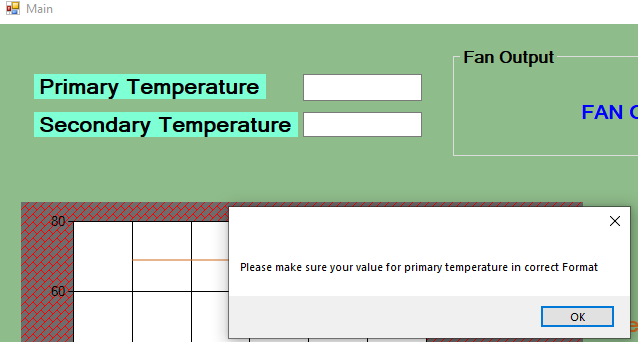 Main
Primary Temperature
Fan Output
FAN
Secondary Temperature
80
Please make sure your value for primary temperature in correct Format
60
OK